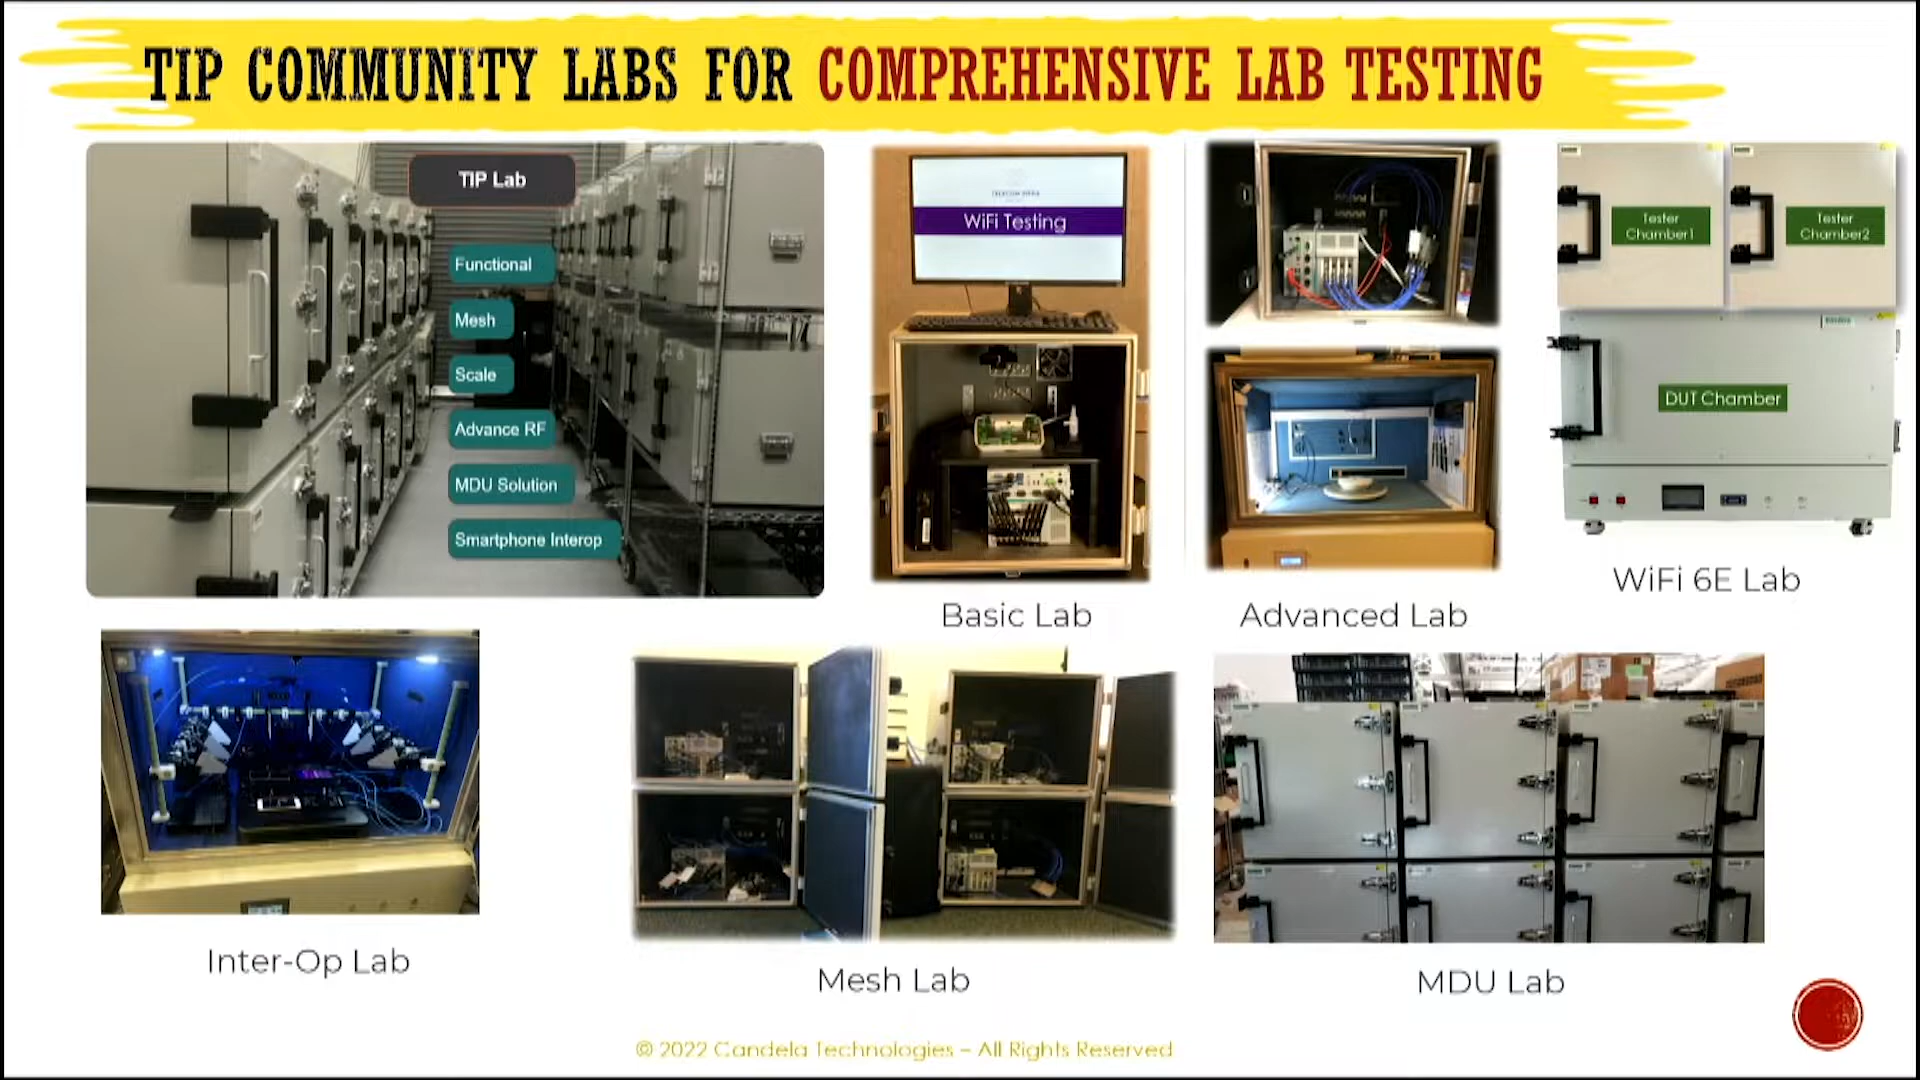 TIP COMMUNITY LABS FOR COMPREHENSIVE LAB TESTING
TIP Lab
Functional
Mesh
Scale
Advance RF
MDU Solution
Smartphone Interop
WiFi Testing
Basic Lab
Advanced Lab
Tester
Chamber1
Tester
Chamber2
DUT Chamber
WiFi 6E Lab
Inter-Op Lab
Mesh Lab
MDU Lab
© 2022 Candela Technologies – All Rights Reserved